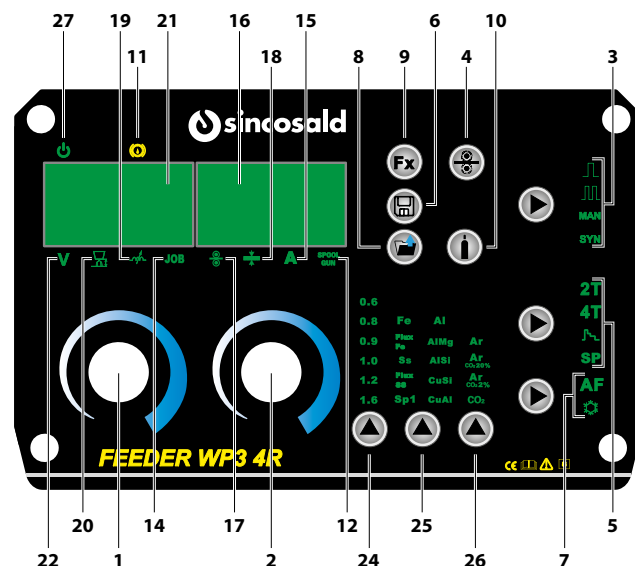 27 19 21 16 15 6 10
11 18 8 9 4 3
sincosald
Fx
MAN
SYN
V JOB A SPOOL GUN
2T
4T
SP
AF
0.6
0.8 Fe Al
0.9 Flux Fe AlMg Ar
1.0 Ss AlSi Ar CO₂20%
1.2 Flux SS CuSi Ar CO₂2%
1.6 Sp1 CuAl CO₂
FEEDER WP3 4R
CE
20 14 17 12 25 5
22 1 2 24 26 7